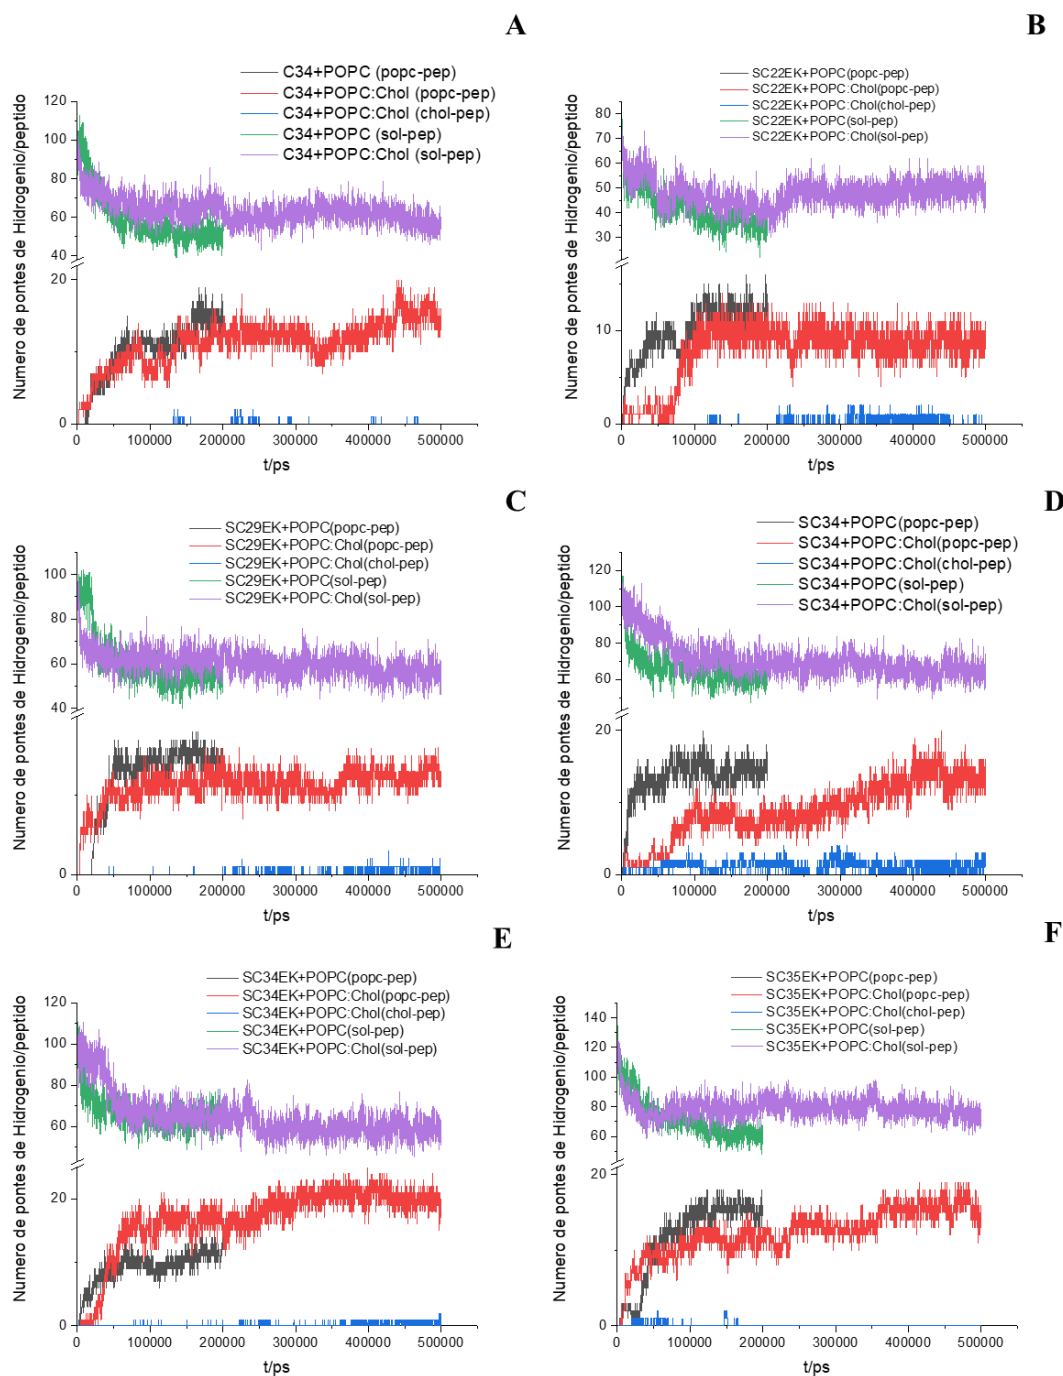 A
C34+POPC (popc-pep)
C34+POPC:Chol (popc-pep)
C34+POPC:Chol (chol-pep)
C34+POPC (sol-pep)
C34+POPC:Chol (sol-pep)
Numero de pontes de Hidrogenio/peptido
120
100
80
60
40
20
0
0 100000 200000 300000 400000 500000
t/ps
B
SC22EK+POPC(popc-pep)
SC22EK+POPC:Chol(popc-pep)
SC22EK+POPC:Chol(chol-pep)
SC22EK+POPC(sol-pep)
SC22EK+POPC:Chol(sol-pep)
Numero de pontes de Hidrogenio/peptido
80
70
60
50
40
30
10
0
0 100000 200000 300000 400000 500000
t/ps
C
SC29EK+POPC(popc-pep)
SC29EK+POPC:Chol(popc-pep)
SC29EK+POPC:Chol(chol-pep)
SC29EK+POPC(sol-pep)
SC29EK+POPC:Chol(sol-pep)
Numero de pontes de Hidrogenio/peptido
100
80
60
40
0
0 100000 200000 300000 400000 500000
t/ps
D
SC34+POPC(popc-pep)
SC34+POPC:Chol(popc-pep)
SC34+POPC:Chol(chol-pep)
SC34+POPC(sol-pep)
SC34+POPC:Chol(sol-pep)
Numero de pontes de Hidrogenio/peptido
120
100
80
60
20
10
0
0 100000 200000 300000 400000 500000
t/ps
E
SC34EK+POPC(popc-pep)
SC34EK+POPC:Chol(popc-pep)
SC34EK+POPC:Chol(chol-pep)
SC34EK+POPC(sol-pep)
SC34EK+POPC:Chol(sol-pep)
Numero de pontes de Hidrogenio/peptido
120
100
80
60
20
10
0
0 100000 200000 300000 400000 500000
t/ps
F
SC35EK+POPC(popc-pep)
SC35EK+POPC:Chol(popc-pep)
SC35EK+POPC:Chol(chol-pep)
SC35EK+POPC(sol-pep)
SC35EK+POPC:Chol(sol-pep)
Numero de pontes de Hidrogenio/peptido
140
120
100
80
60
20
10
0
0 100000 200000 300000 400000 500000
t/ps